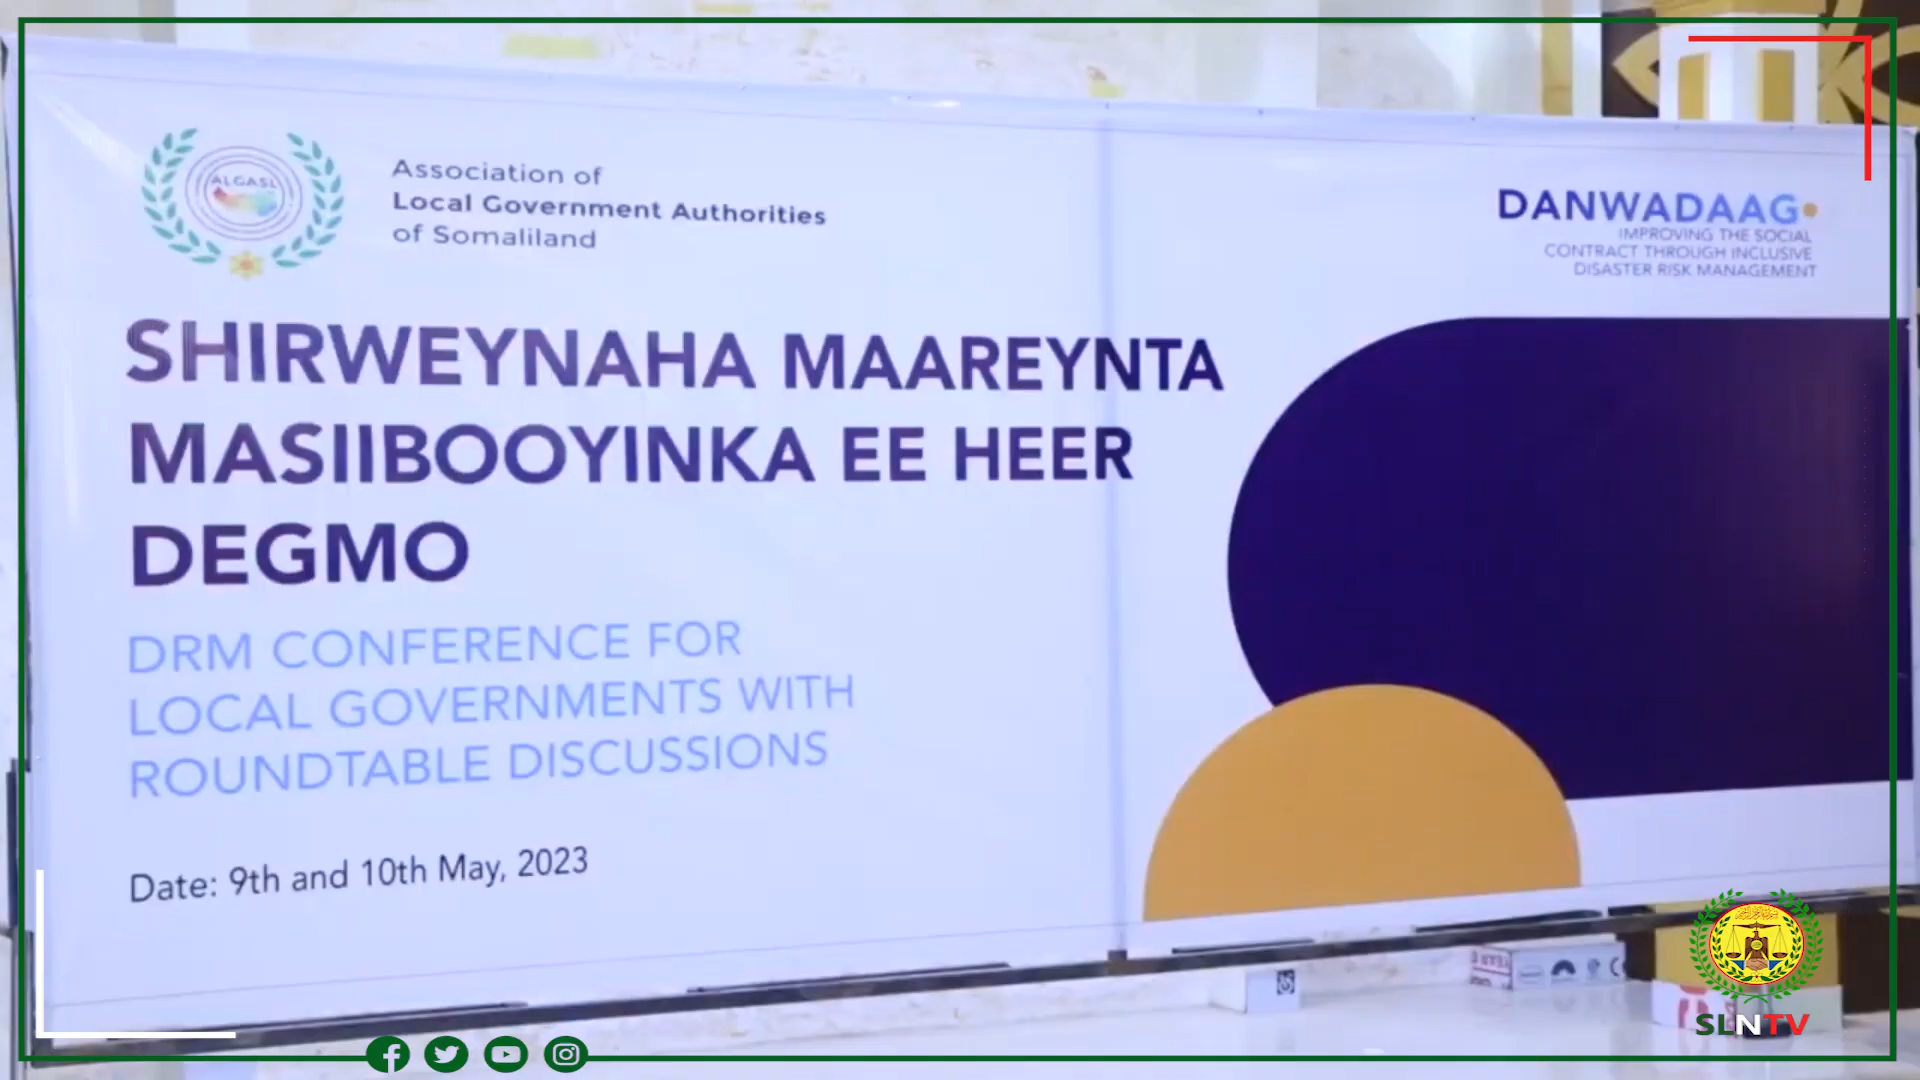 ALGASL
Association of
Local Government Authorities
of Somaliland
DANWADAAG
IMPROVING THE SOCIAL
CONTRACT THROUGH INCLUSIVE
DISASTER RISK MANAGEMENT
SHIRWEYNAHA MAAREYNTA
MASIIBOOYINKA EE HEER
DEGMO
DRM CONFERENCE FOR
LOCAL GOVERNMENTS WITH
ROUNDTABLE DISCUSSIONS
Date: 9th and 10th May, 2023
SLNTV